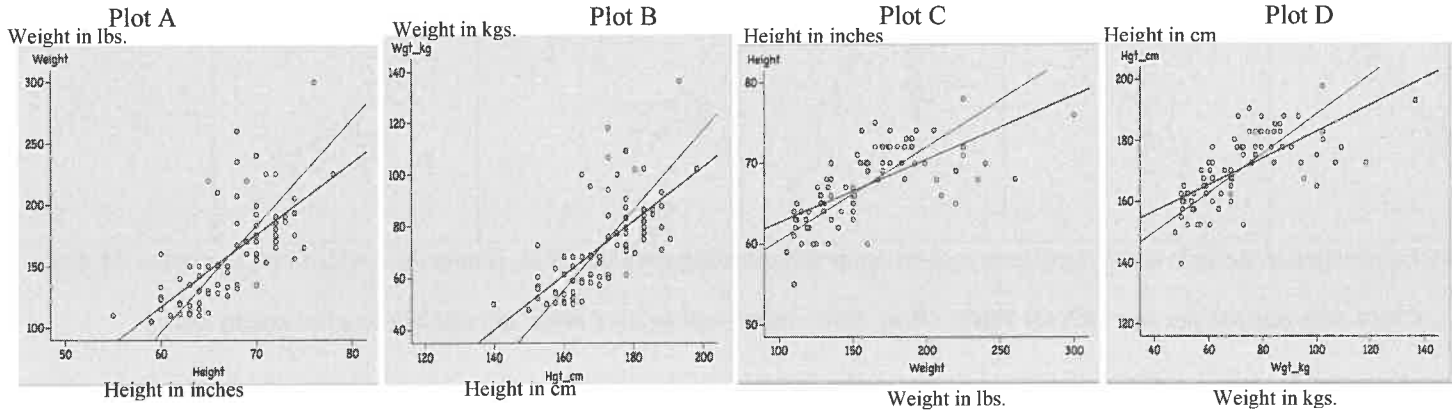 Plot A
Weight in lbs.
Weight
300
250
200
150
100
50
60
70
80
Height
Height in inches
Plot B
Weight in kgs.
Wgt_kg
140
120
100
80
60
40
120
140
160
180
200
Hgt_cm
Height in cm
Plot C
Height in inches
Height
80
70
60
50
100
150
200
250
300
Weight
Weight in lbs.
Plot D
Height in cm
Hgt_cm
200
180
160
140
120
40
60
80
100
120
140
Wgt_kg
Weight in kgs.